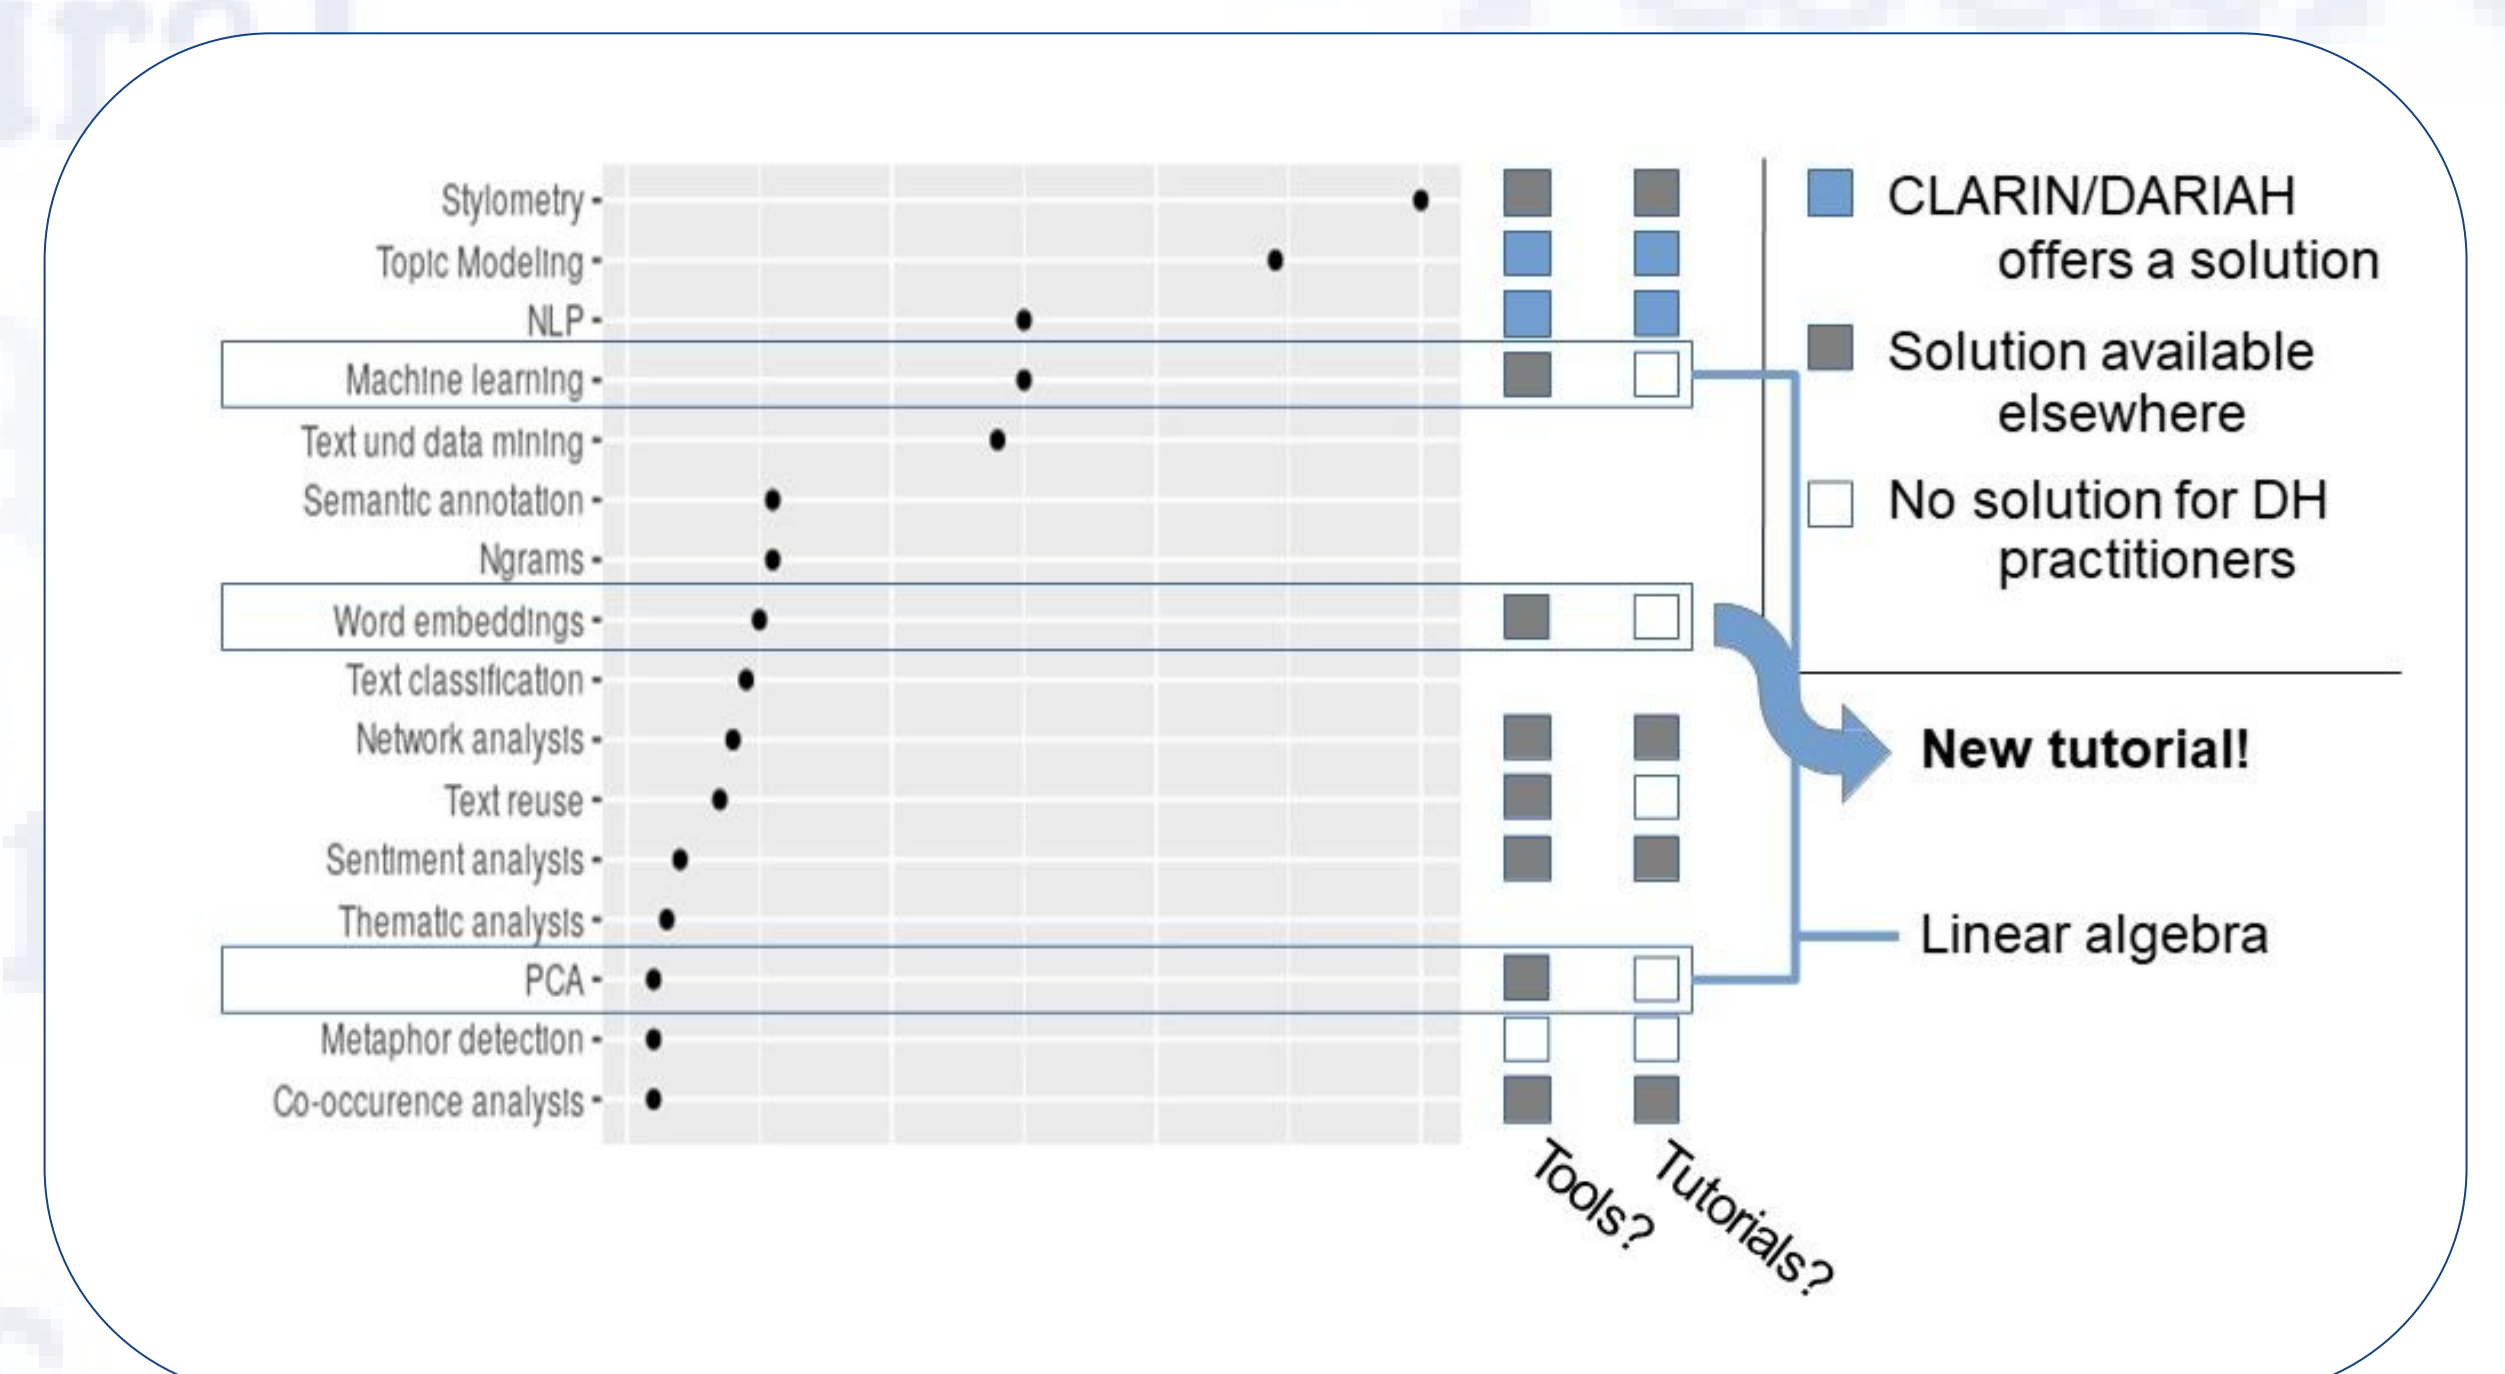 Stylometry
Topic Modeling
NLP
Machine learning
Text und data mining
Semantic annotation
Ngrams
Word embeddings
Text classification
Network analysis
Text reuse
Sentiment analysis
Thematic analysis
PCA
Metaphor detection
Co-occurence analysis
Tools?
Tutorials?
CLARIN/DARIAH
offers a solution
Solution available
elsewhere
No solution for DH
practitioners
New tutorial!
Linear algebra